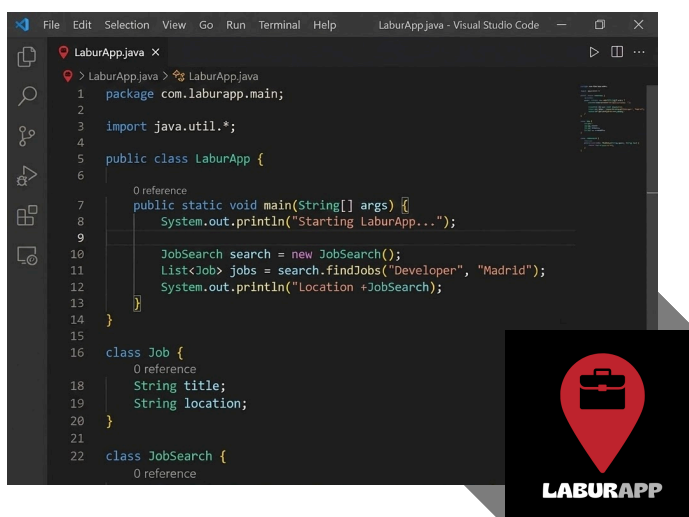 File Edit Selection View Go Run Terminal Help LaburApp.java - Visual Studio Code
LaburApp.java
LaburApp.java > LaburApp.java
1 package com.laburapp.main;
2
3 import java.util.*;
4
5 public class LaburApp {
6
0 reference
7 public static void main(String[] args) {
8 System.out.println("Starting LaburApp...");
9
10 JobSearch search = new JobSearch();
11 List<Job> jobs = search.findJobs("Developer", "Madrid");
12 System.out.println("Location +JobSearch);
13 }
14 }
15
16 class Job {
0 reference
18 String title;
19 String location;
20 }
21
22 class JobSearch {
0 reference
LABURAPP